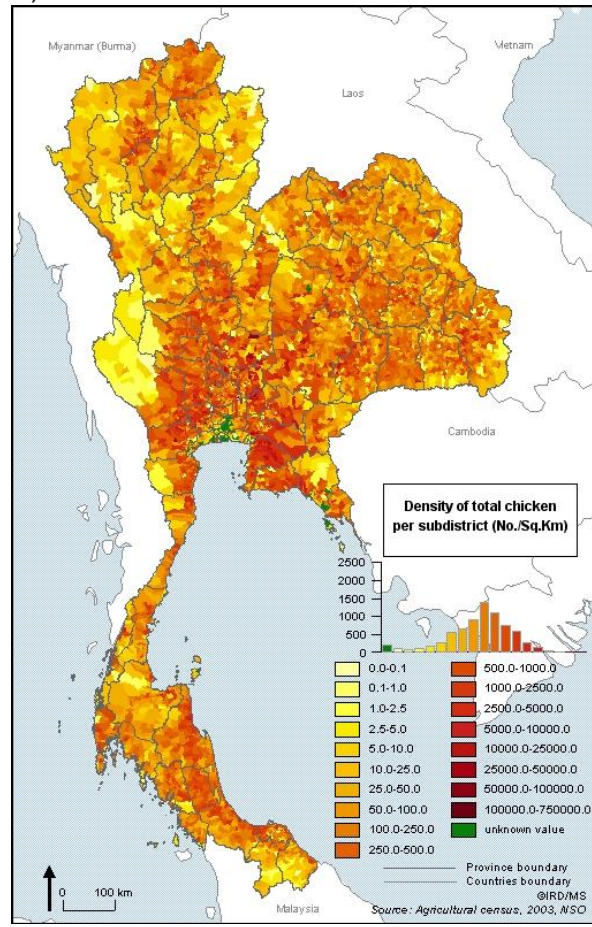 Myanmar (Burma)
Vietnam
Laos
Cambodia
Density of total chicken
per subdistrict (No./Sq.Km)
2500
2000
1500
1000
500
0
0.0-0.1
0.1-1.0
1.0-2.5
2.5-5.0
5.0-10.0
10.0-25.0
25.0-50.0
50.0-100.0
100.0-250.0
250.0-500.0
500.0-1000.0
1000.0-2500.0
2500.0-5000.0
5000.0-10000.0
10000.0-25000.0
25000.0-50000.0
50000.0-100000.0
100000.0-750000.0
unknown value
Province boundary
Countries boundary
©IRD/MS
Source: Agricultural census, 2003, NSO
0 100 km
Malaysia